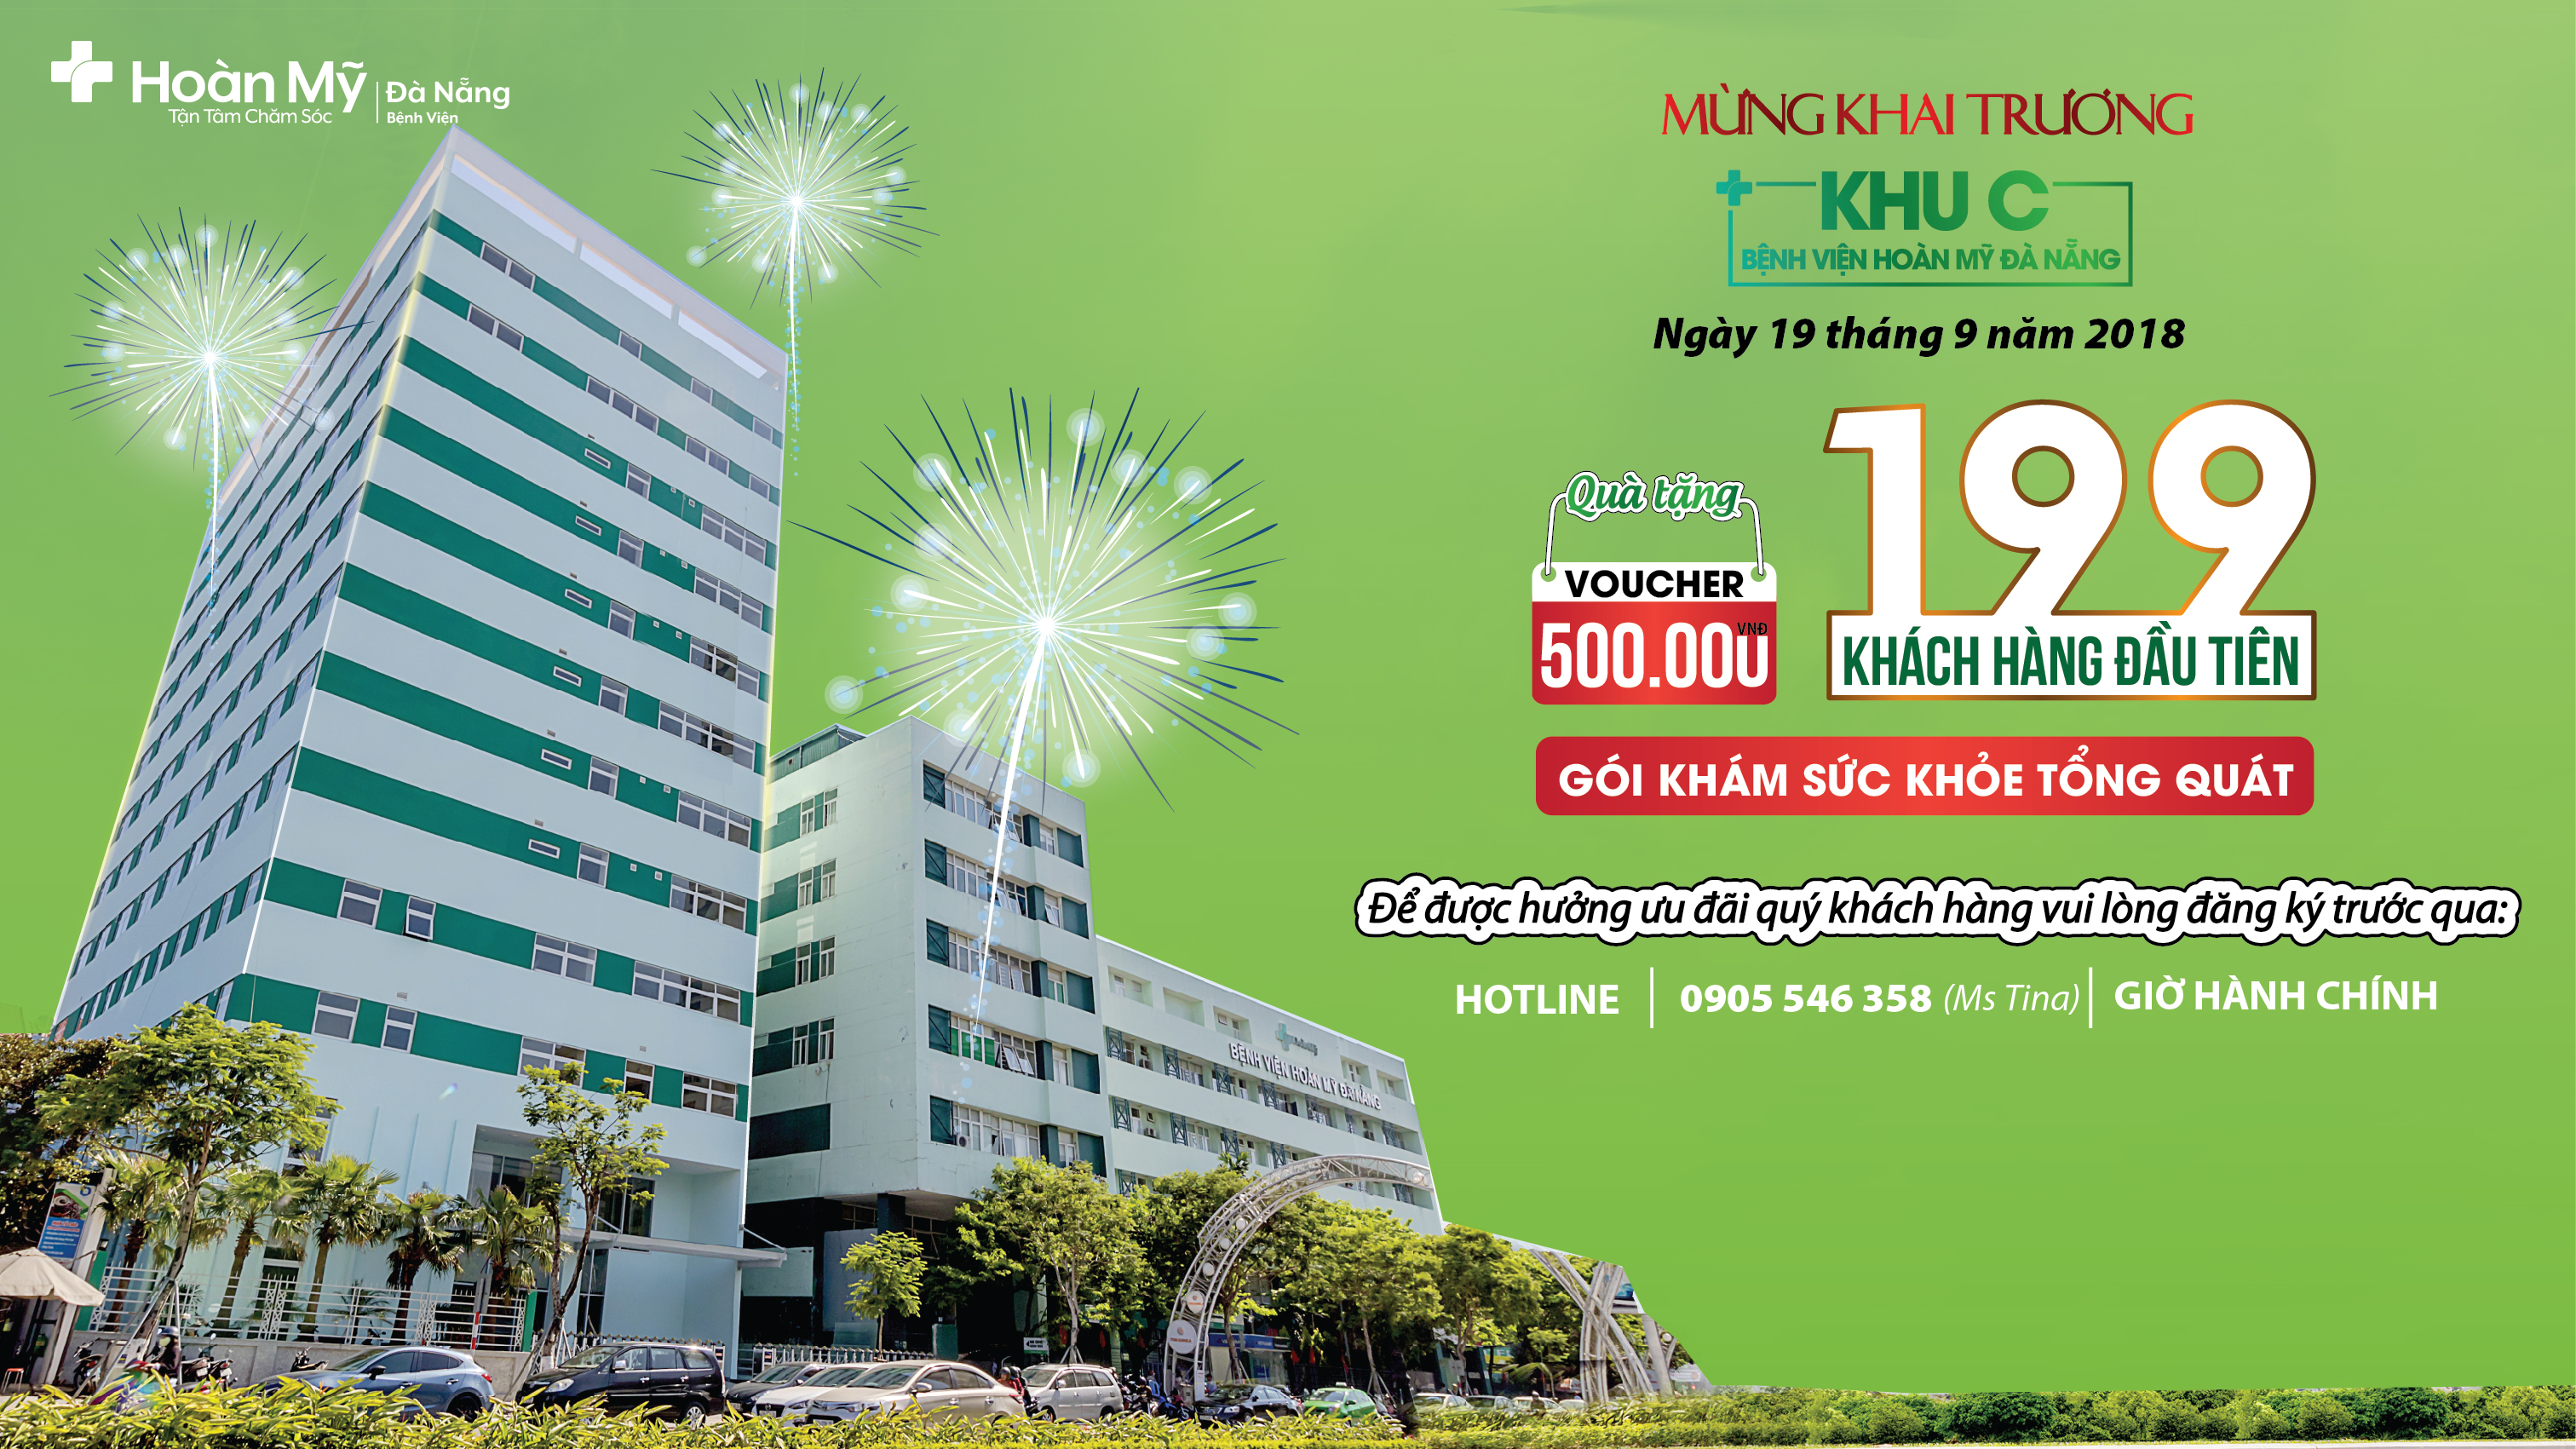 Hoàn Mỹ
Tận Tâm Chăm Sóc
Đà Nẵng
Bệnh Viện
MỪNG KHAI TRƯƠNG
KHU C
BỆNH VIỆN HOÀN MỸ ĐÀ NẴNG
Ngày 19 tháng 9 năm 2018
Quà tặng
VOUCHER
500.000 VNĐ
199
KHÁCH HÀNG ĐẦU TIÊN
GÓI KHÁM SỨC KHỎE TỔNG QUÁT
Để được hưởng ưu đãi quý khách hàng vui lòng đăng ký trước qua:
HOTLINE | 0905 546 358 (Ms Tina) | GIỜ HÀNH CHÍNH
BỆNH VIỆN HOÀN MỸ ĐÀ NẴNG